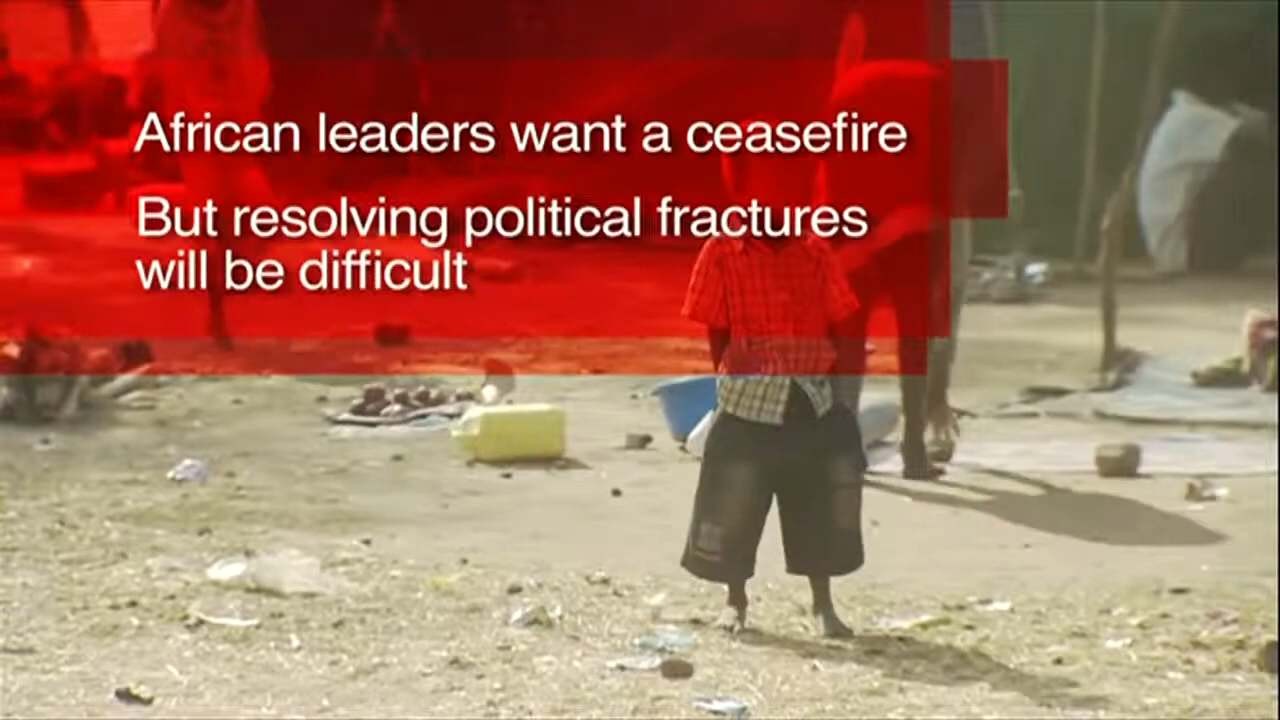 African leaders want a ceasefire
But resolving political fractures
will be difficult